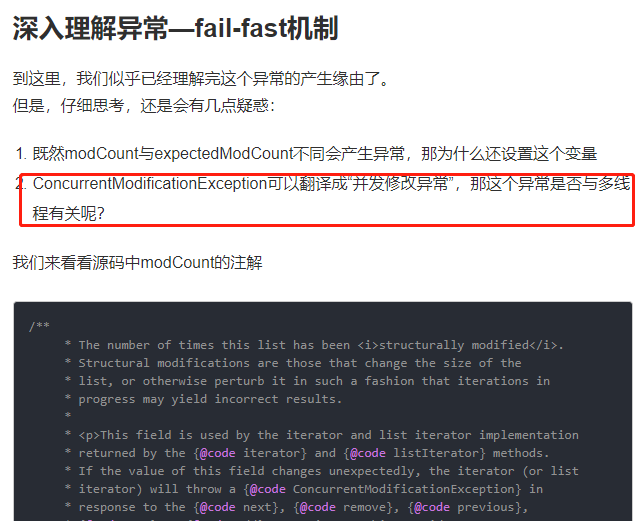 深入理解异常—fail-fast机制
到这里，我们似乎已经理解完这个异常的产生缘由了。
但是，仔细思考，还是会有几点疑惑：
1. 既然modCount与expectedModCount不同会产生异常，那为什么还设置这个变量
2. ConcurrentModificationException可以翻译成“并发修改异常”，那这个异常是否与多线
程有关呢？
我们来看看源码中modCount的注解
/**
* The number of times this list has been <i>structurally modified</i>.
* Structural modifications are those that change the size of the
* list, or otherwise perturb it in such a fashion that iterations in
* progress may yield incorrect results.
*
* <p>This field is used by the iterator and list iterator implementation
* returned by the {@code iterator} and {@code listIterator} methods.
* If the value of this field changes unexpectedly, the iterator (or list
* iterator) will throw a {@code ConcurrentModificationException} in
* response to the {@code next}, {@code remove}, {@code previous},